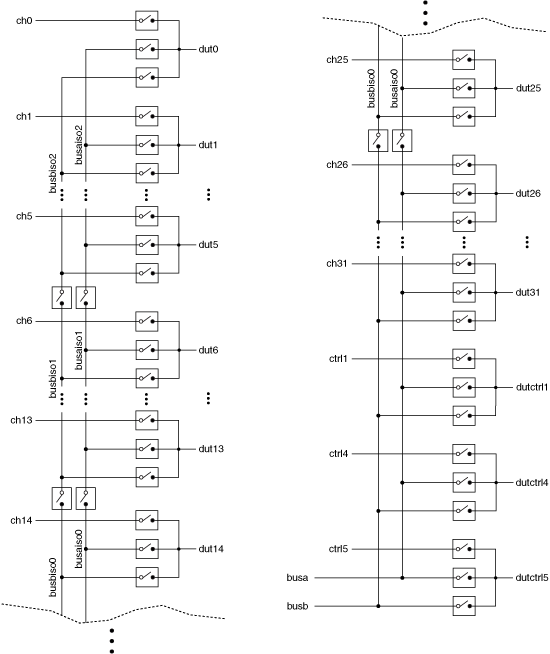 ch0
dut0
ch1
busaiso2
dut1
busbiso2
ch5
dut5
ch6
busaiso1
dut6
busbiso1
ch13
dut13
ch14
busaiso0
dut14
busbiso0
ch25
busbiso0
busaiso0
dut25
ch26
dut26
ch31
dut31
ctrl1
dutctrl1
ctrl4
dutctrl4
ctrl5
busa
dutctrl5
busb